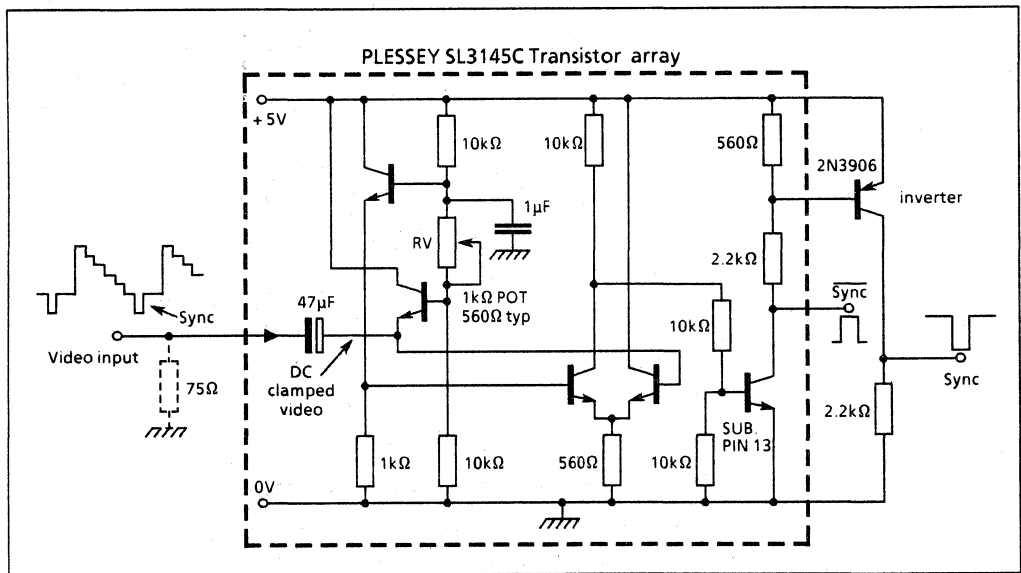 PLESSEY SL3145C Transistor array
+5V
10kΩ
10kΩ
560Ω
2N3906
inverter
1μF
RV
2.2kΩ
1kΩ POT
560Ω typ
47μF
Sync
10kΩ
Sync
Video input
75Ω
DC
clamped
video
SUB.
PIN 13
Sync
2.2kΩ
1kΩ
10kΩ
560Ω
10kΩ
0V